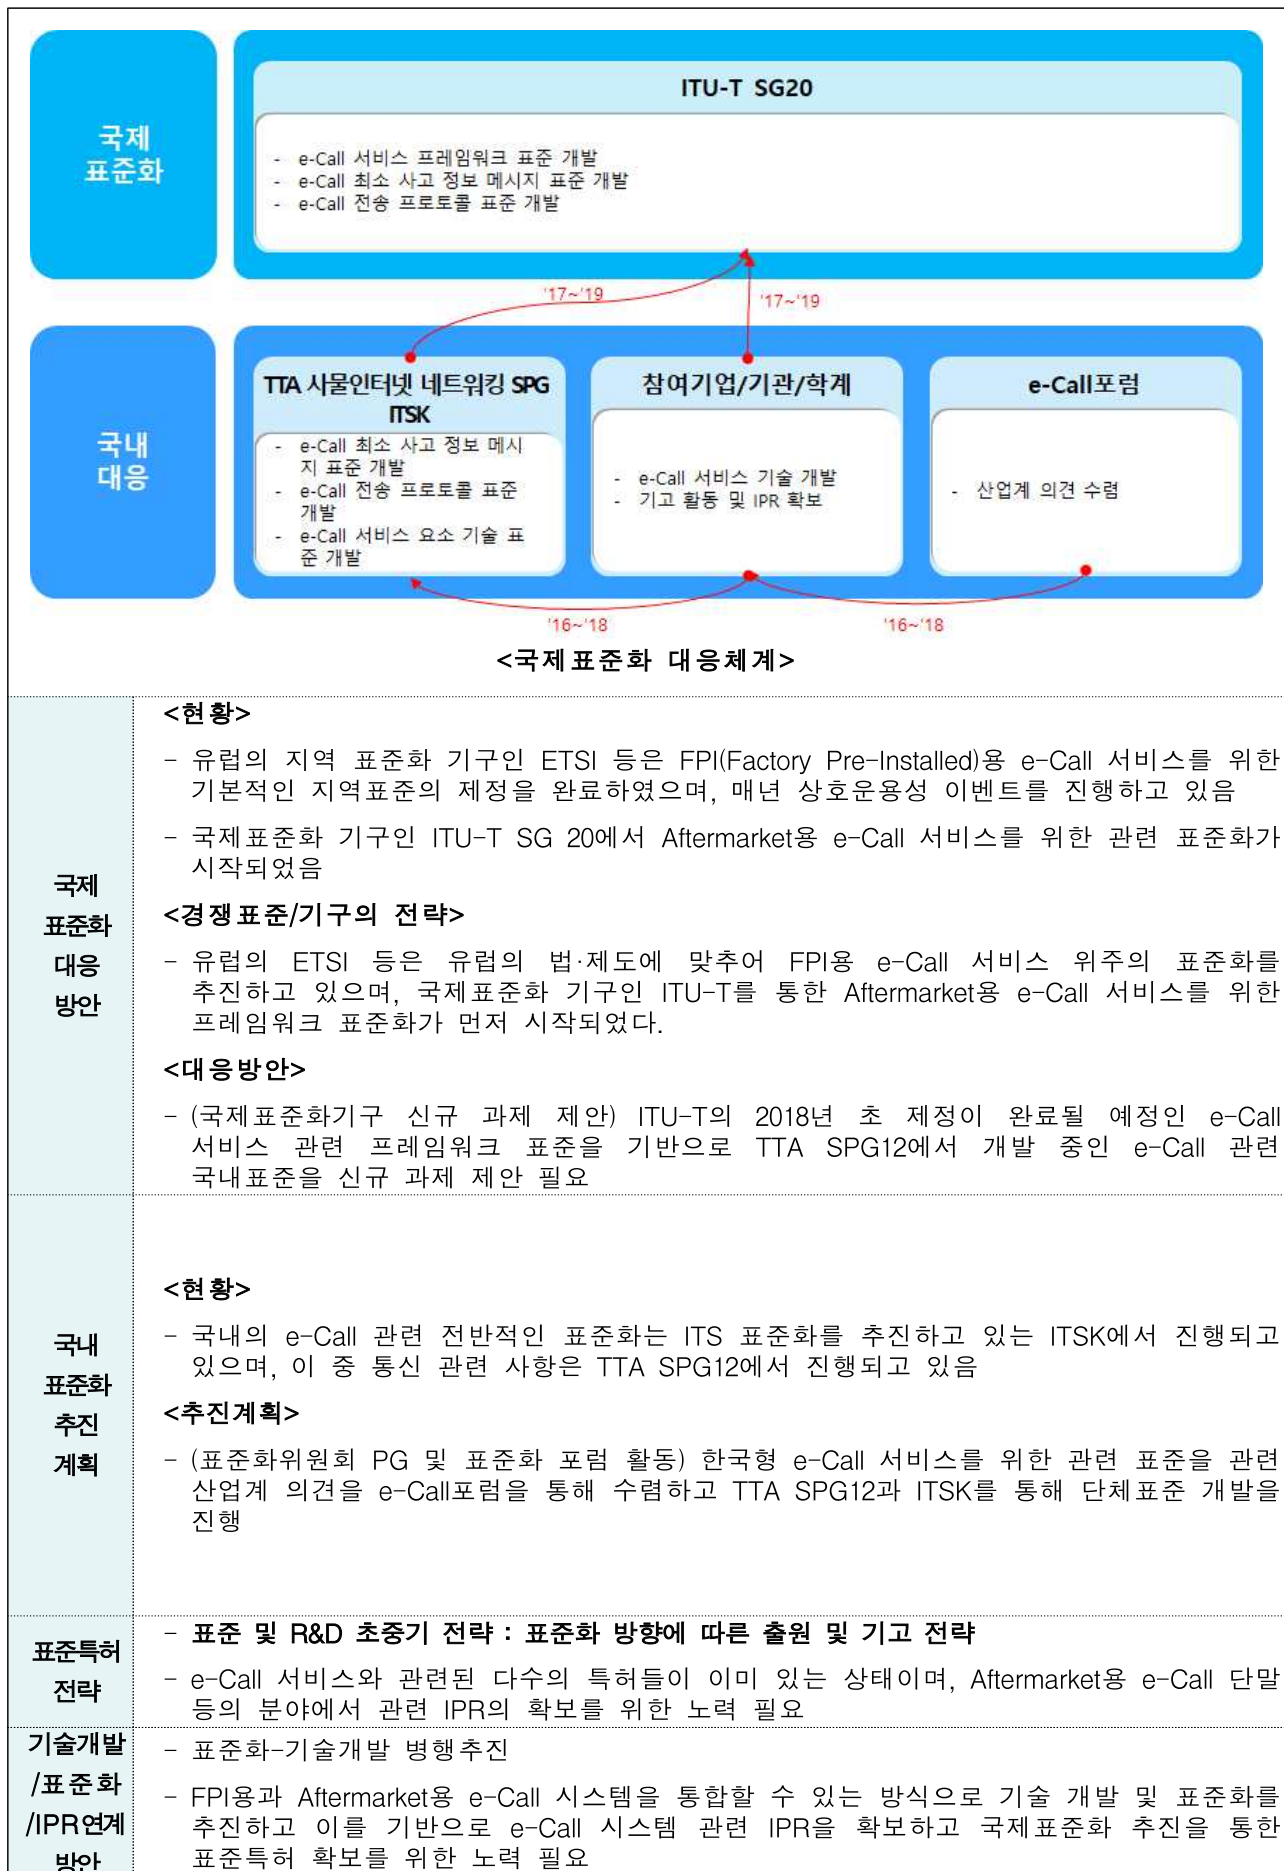 국제
표준화
ITU-T SG20
- e-Call 서비스 프레임워크 표준 개발
- e-Call 최소 사고 정보 메시지 표준 개발
- e-Call 전송 프로토콜 표준 개발
'17~'19
'17~'19
국내
대응
TTA 사물인터넷 네트워킹 SPG
ITSK
- e-Call 최소 사고 정보 메시
지 표준 개발
- e-Call 전송 프로토콜 표준
개발
- e-Call 서비스 요소 기술 표
준 개발
참여기업/기관/학계
- e-Call 서비스 기술 개발
- 기고 활동 및 IPR 확보
e-Call포럼
- 산업계 의견 수렴
'16~'18
'16~'18
<국제표준화 대응체계>
국제
표준화
대응
방안
<현황>
- 유럽의 지역 표준화 기구인 ETSI 등은 FPI(Factory Pre-Installed)용 e-Call 서비스를 위한
기본적인 지역표준의 제정을 완료하였으며, 매년 상호운용성 이벤트를 진행하고 있음
- 국제표준화 기구인 ITU-T SG 20에서 Aftermarket용 e-Call 서비스를 위한 관련 표준화가
시작되었음
<경쟁표준/기구의 전략>
- 유럽의 ETSI 등은 유럽의 법·제도에 맞추어 FPI용 e-Call 서비스 위주의 표준화를
추진하고 있으며, 국제표준화 기구인 ITU-T를 통한 Aftermarket용 e-Call 서비스를 위한
프레임워크 표준화가 먼저 시작되었다.
<대응방안>
- (국제표준화기구 신규 과제 제안) ITU-T의 2018년 초 제정이 완료될 예정인 e-Call
서비스 관련 프레임워크 표준을 기반으로 TTA SPG12에서 개발 중인 e-Call 관련
국내표준을 신규 과제 제안 필요
국내
표준화
추진
계획
<현황>
- 국내의 e-Call 관련 전반적인 표준화는 ITS 표준화를 추진하고 있는 ITSK에서 진행되고
있으며, 이 중 통신 관련 사항은 TTA SPG12에서 진행되고 있음
<추진계획>
- (표준화위원회 PG 및 표준화 포럼 활동) 한국형 e-Call 서비스를 위한 관련 표준을 관련
산업계 의견을 e-Call포럼을 통해 수렴하고 TTA SPG12과 ITSK를 통해 단체표준 개발을
진행
표준특허
전략
- 표준 및 R&D 초중기 전략 : 표준화 방향에 따른 출원 및 기고 전략
- e-Call 서비스와 관련된 다수의 특허들이 이미 있는 상태이며, Aftermarket용 e-Call 단말
등의 분야에서 관련 IPR의 확보를 위한 노력 필요
기술개발
/표준화
/IPR연계
방안
- 표준화-기술개발 병행추진
- FPI용과 Aftermarket용 e-Call 시스템을 통합할 수 있는 방식으로 기술 개발 및 표준화를
추진하고 이를 기반으로 e-Call 시스템 관련 IPR을 확보하고 국제표준화 추진을 통한
표준특허 확보를 위한 노력 필요